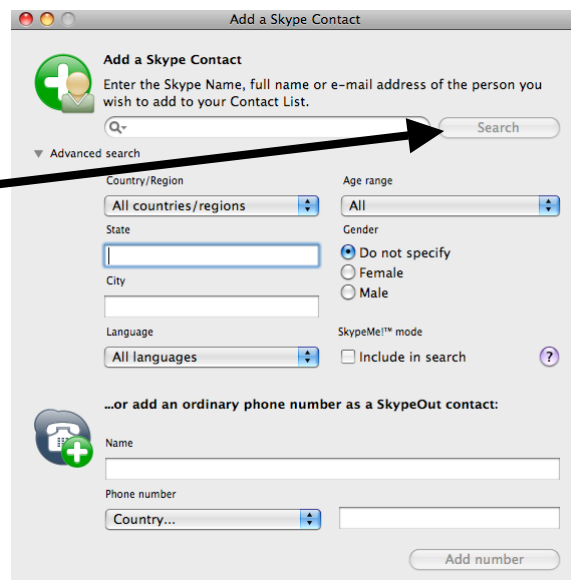 Add a Skype Contact
Add a Skype Contact
Enter the Skype Name, full name or e-mail address of the person you
wish to add to your Contact List.
Search
Advanced search
Country/Region
Age range
All countries/regions
All
State
Gender
Do not specify
Female
City
Male
Language
SkypeMe!™ mode
All languages
Include in search
?
...or add an ordinary phone number as a SkypeOut contact:
Name
Phone number
Country...
Add number